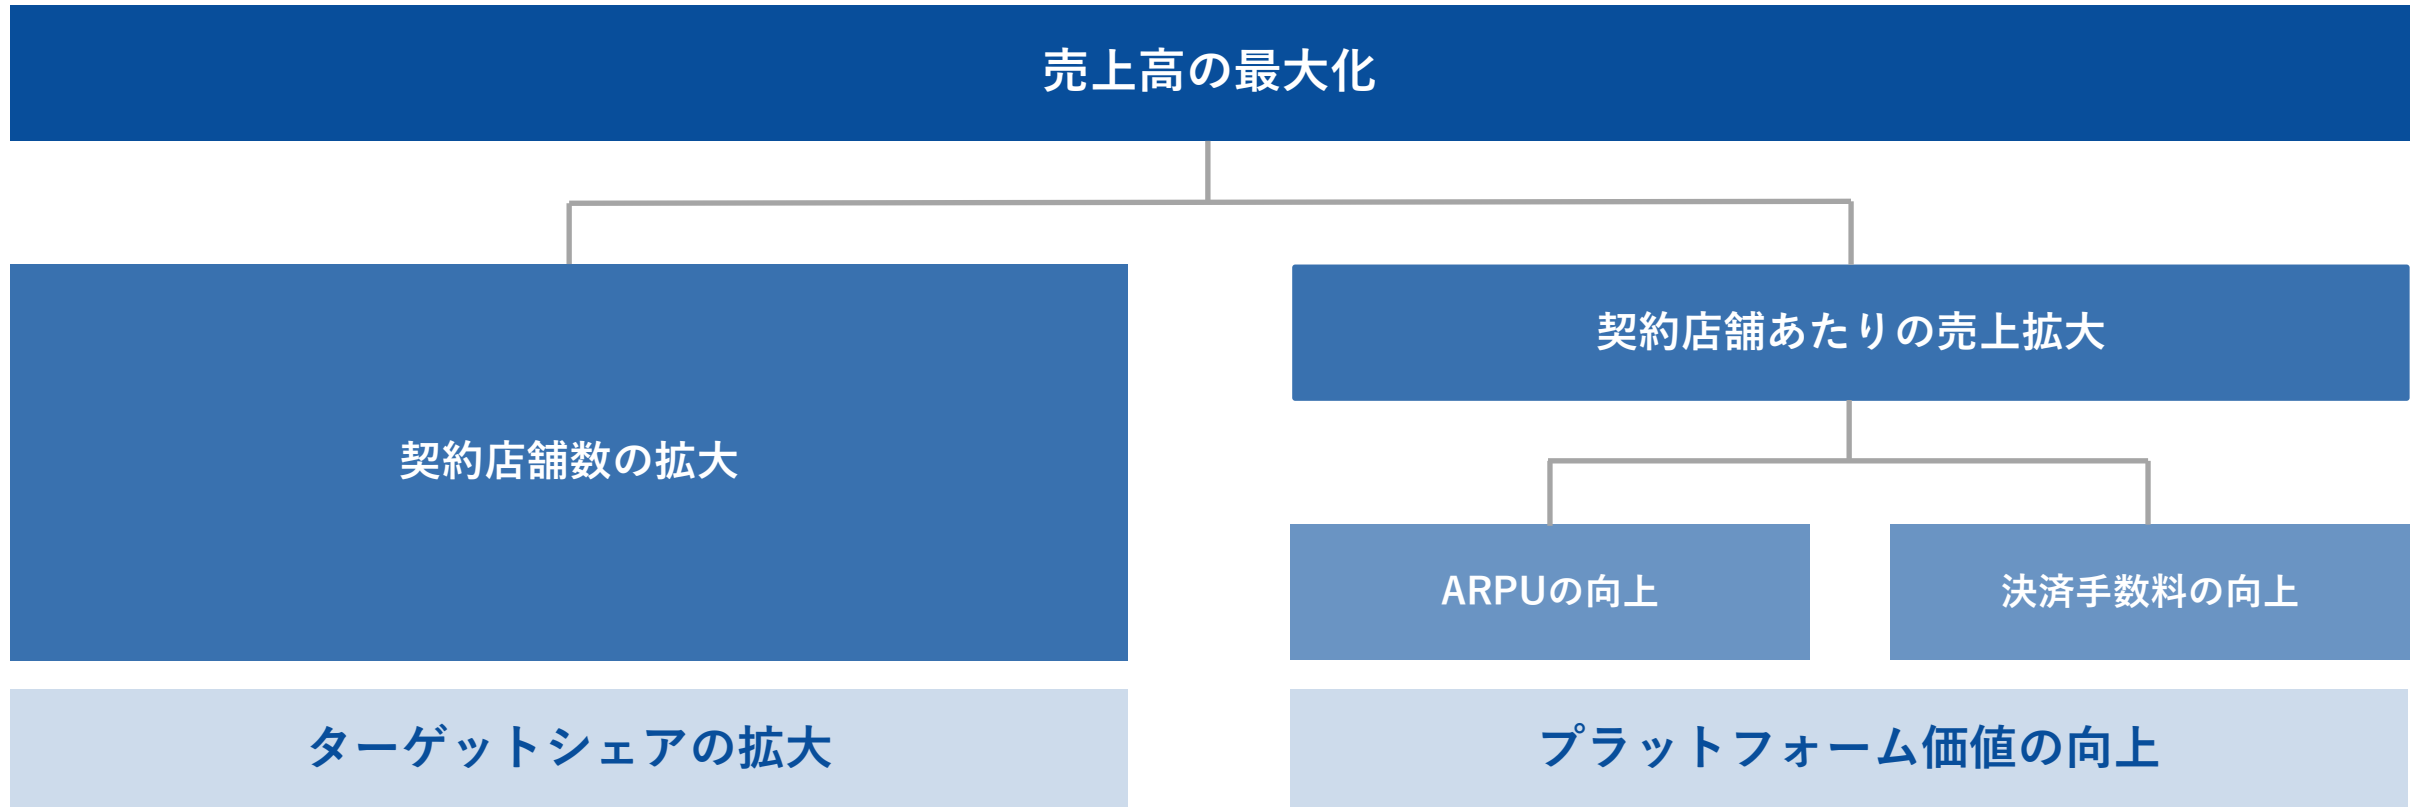 売上高の最大化
契約店舗数の拡大
契約店舗あたりの売上拡大
ARPUの向上
決済手数料の向上
ターゲットシェアの拡大
プラットフォーム価値の向上